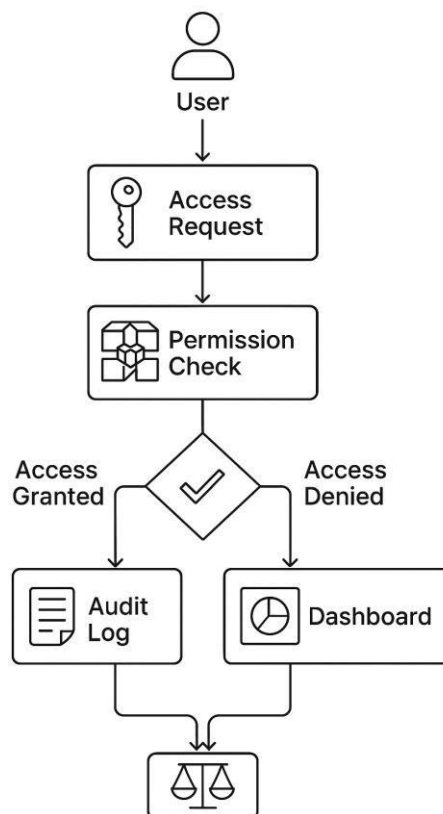 User
Access
Request
Permission
Check
Access
Granted
Access
Denied
Audit
Log
Dashboard